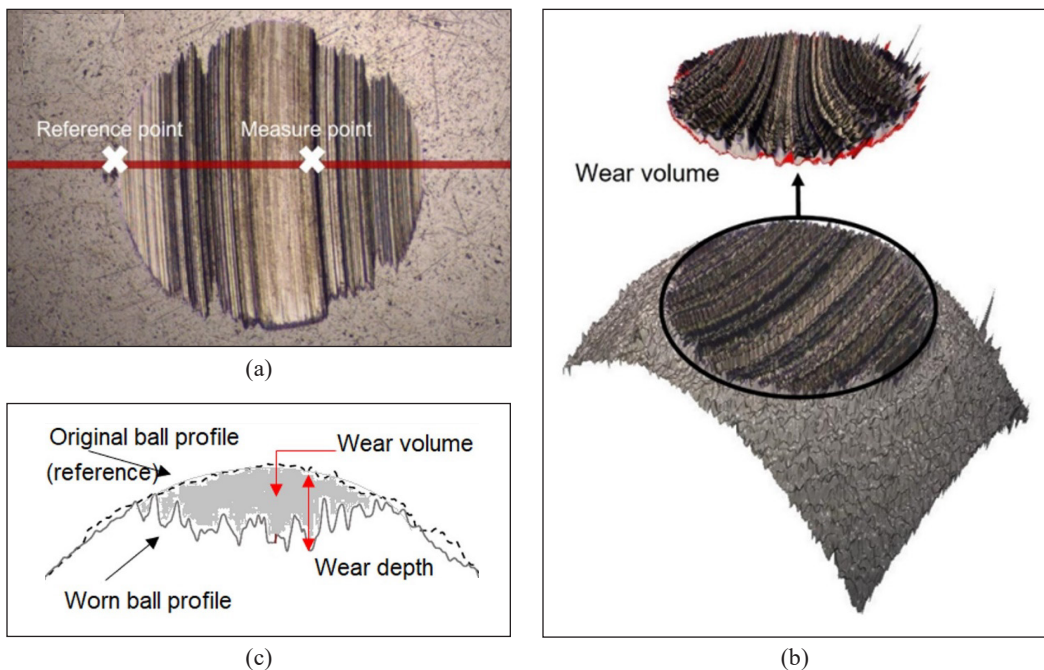 Reference point
Measure point
(a)
Original ball profile
(reference)
Wear volume
Wear depth
Worn ball profile
(c)
Wear volume
(b)